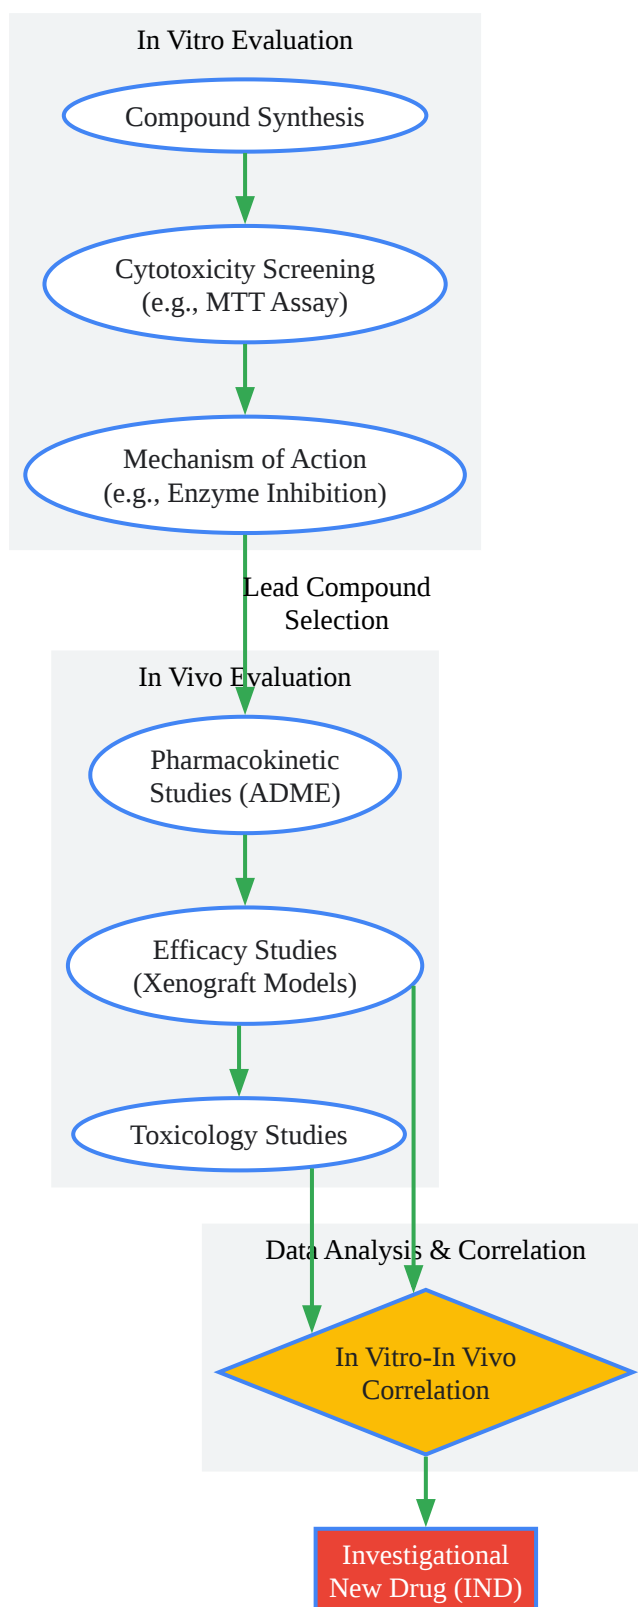 In Vitro Evaluation
Compound Synthesis
Cytotoxicity Screening
(e.g., MTT Assay)
Mechanism of Action
(e.g., Enzyme Inhibition)
Lead Compound
Selection
In Vivo Evaluation
Pharmacokinetic
Studies (ADME)
Efficacy Studies
(Xenograft Models)
Toxicology Studies
Data Analysis & Correlation
In Vitro-In Vivo
Correlation
Investigational
New Drug (IND)